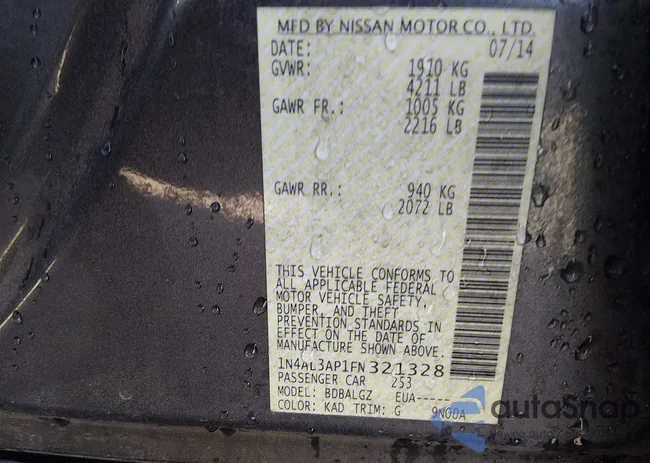 MFD BY NISSAN MOTOR CO., LTD.
DATE: 07/14
GVWR: 1910 KG
4211 LB
GAWR FR.: 1005 KG
2216 LB
GAWR RR.: 940 KG
2072 LB
THIS VEHICLE CONFORMS TO
ALL APPLICABLE FEDERAL
MOTOR VEHICLE SAFETY,
BUMPER, AND THEFT
PREVENTION STANDARDS IN
EFFECT ON THE DATE OF
MANUFACTURE SHOWN ABOVE.
1N4AL3AP1FN321328
PASSENGER CAR 253
MODEL: BDBALGZ EUA-----
COLOR: KAD TRIM: G 9N00A
autoSnap